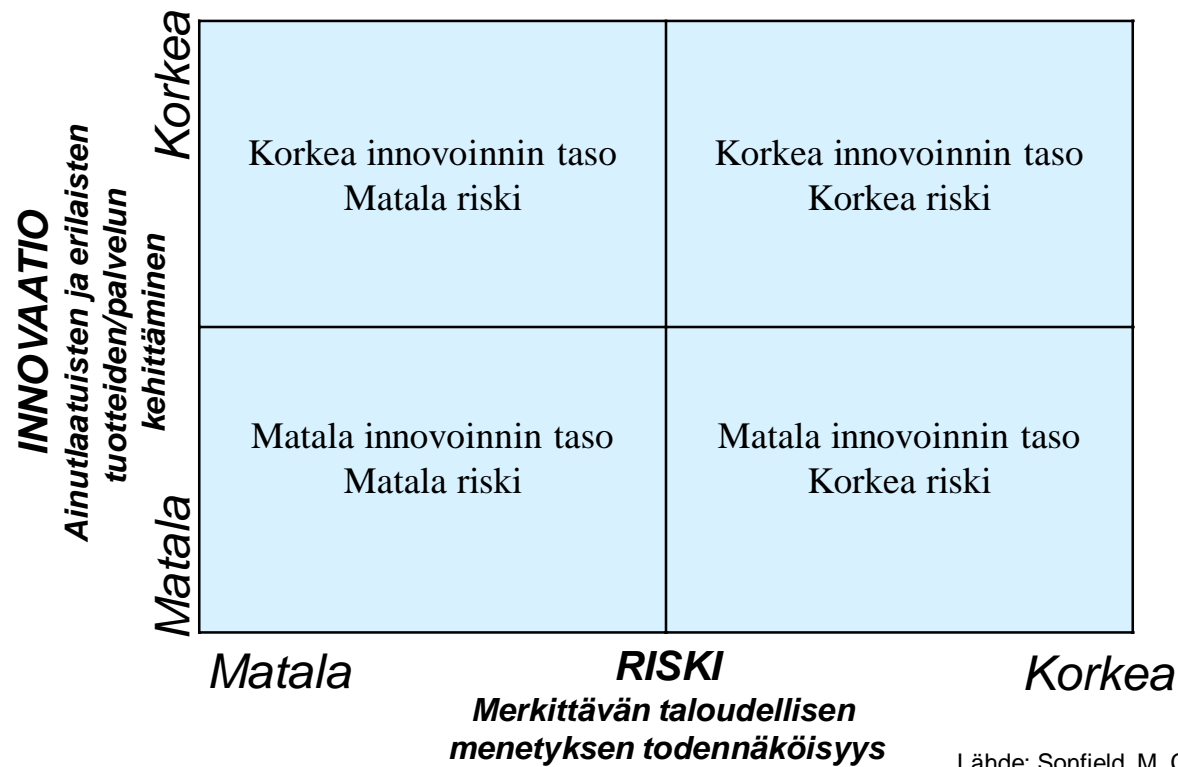 Korkea
Matala
INNOVAATIO
Ainutlaatuisten ja erilaisten
tuotteiden/palvelun
kehittäminen
Korkea innovoinnin taso
Matala riski
Korkea innovoinnin taso
Korkea riski
Matala innovoinnin taso
Matala riski
Matala innovoinnin taso
Korkea riski
Matala
RISKI
Korkea
Merkittävän taloudellisen
menetyksen todennäköisyys
Lähde: Sonfield, M. C